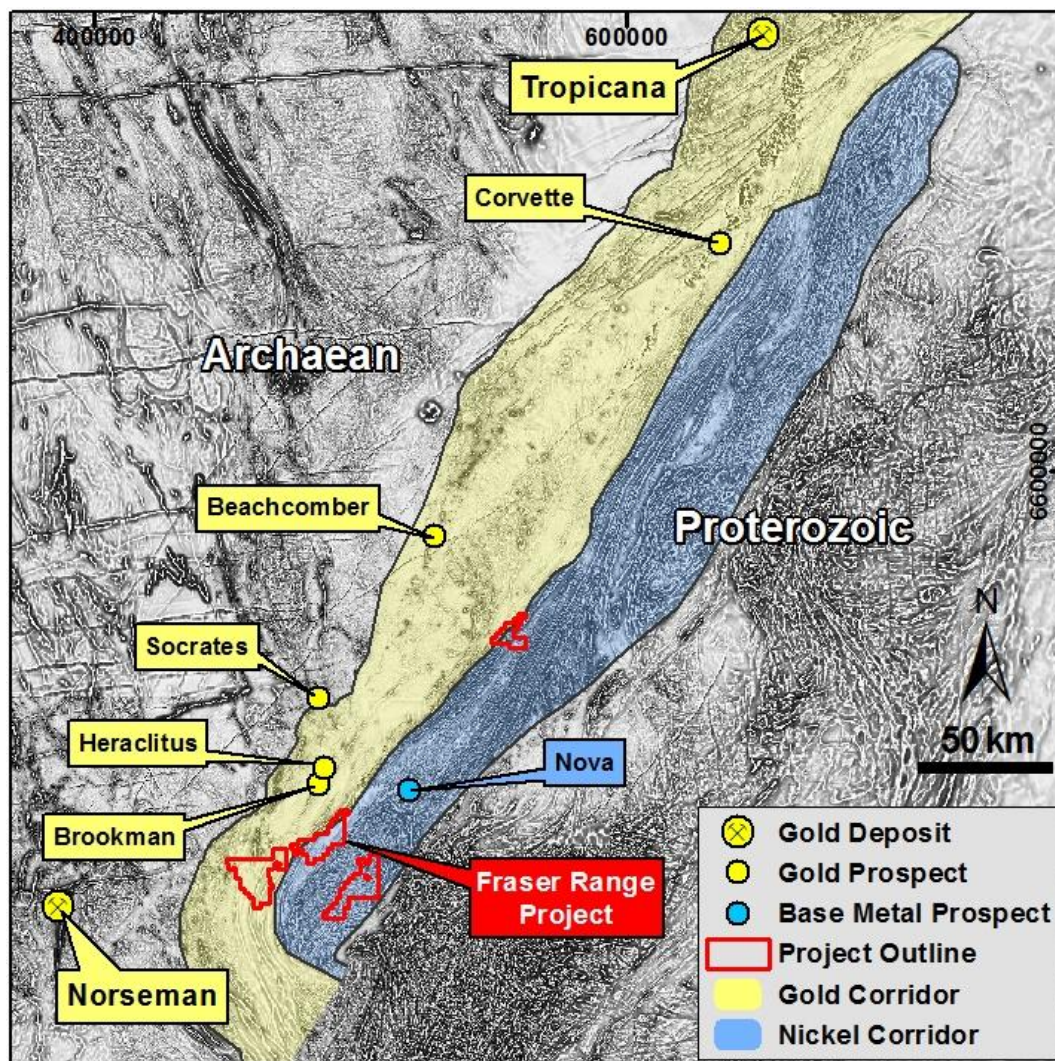 400000
600000
Tropicana
Corvette
Archaean
6600000
Beachcomber
Proterozoic
N
Socrates
Heraclitus
Nova
50 km
Brookman
Fraser Range
Project
Norseman
Gold Deposit
Gold Prospect
Base Metal Prospect
Project Outline
Gold Corridor
Nickel Corridor